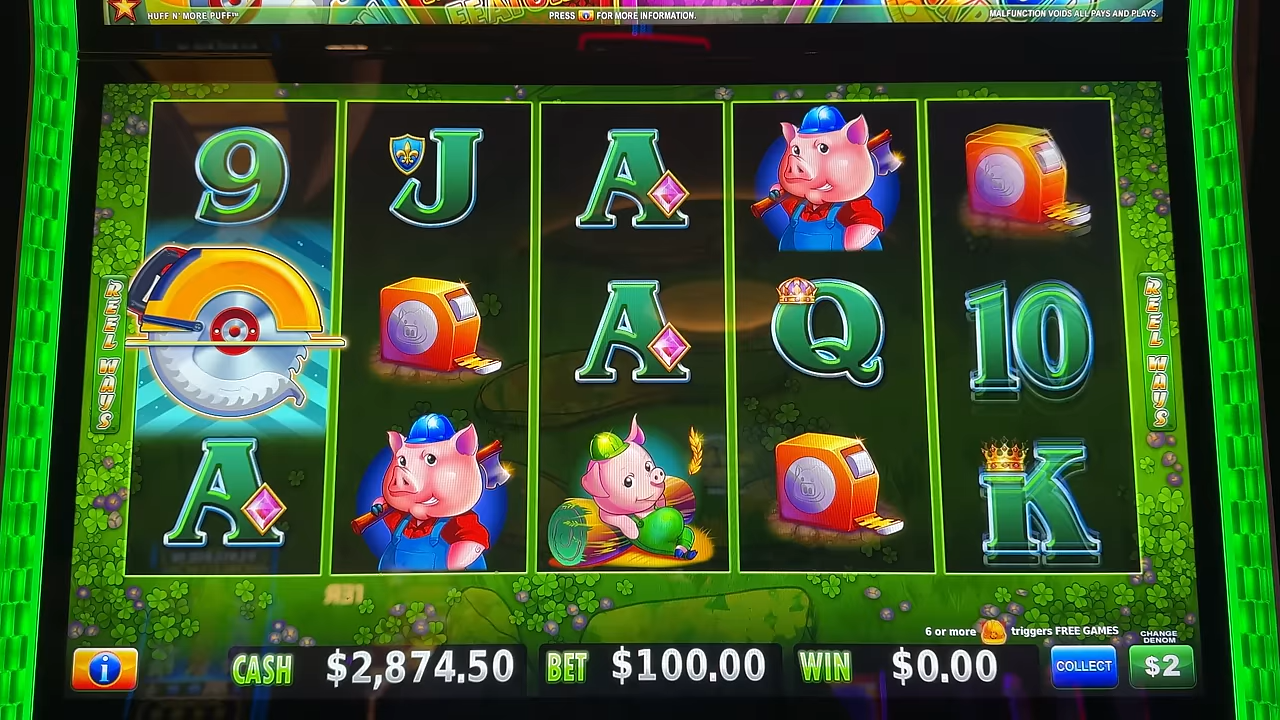 HUFF N' MORE PUFF™
PRESS i FOR MORE INFORMATION.
MALFUNCTION VOIDS ALL PAYS AND PLAYS.
9 J A
REEL WAYS
A Q 10
REEL WAYS
A K
6 or more triggers FREE GAMES
CHANGE
DENOM
i CASH $2,874.50 BET $100.00 WIN $0.00 COLLECT $2